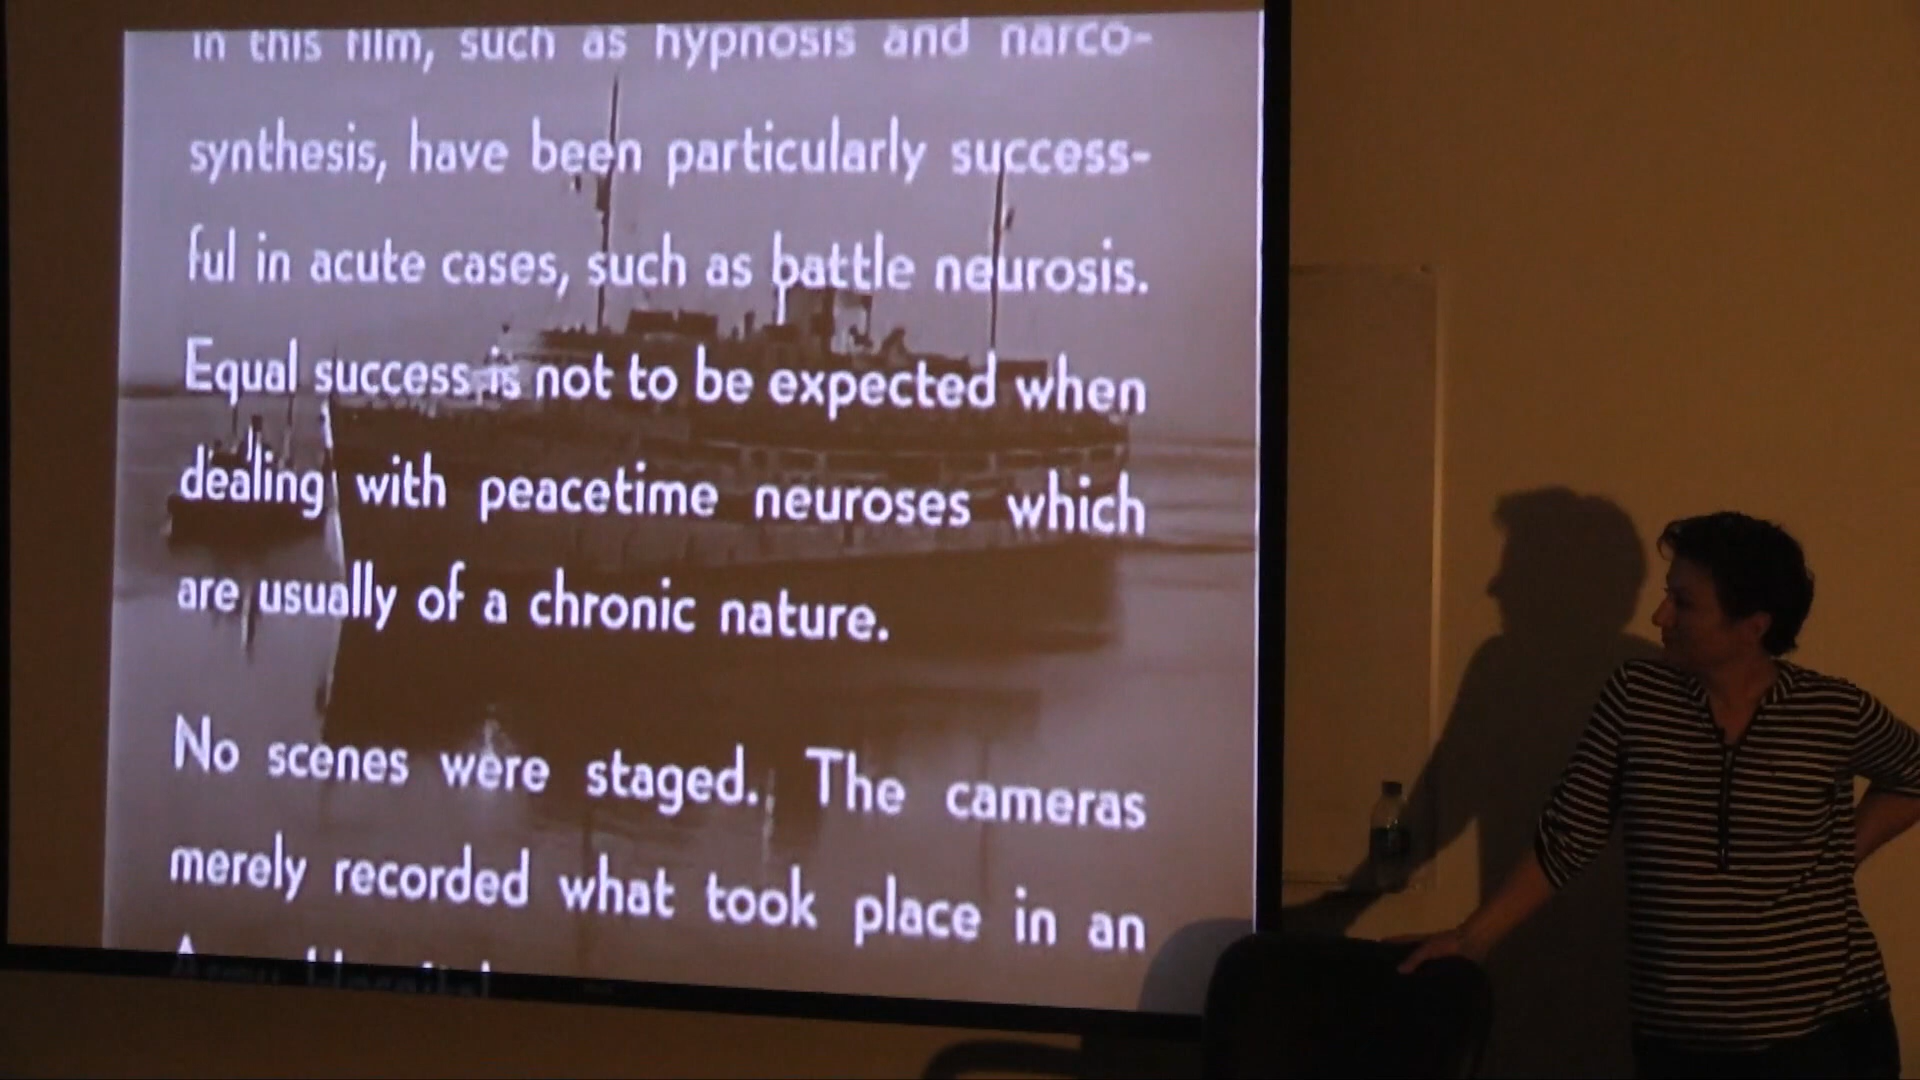 in this film, such as hypnosis and narco-
synthesis, have been particularly success-
ful in acute cases, such as battle neurosis.
Equal success is not to be expected when
dealing with peacetime neuroses which
are usually of a chronic nature.
No scenes were staged. The cameras
merely recorded what took place in an